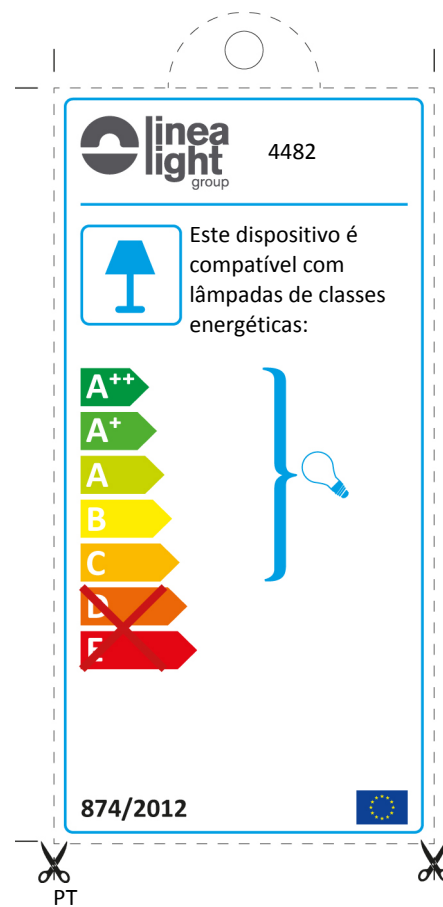 linea
light
group
4482
Este dispositivo é
compatível com
lâmpadas de classes
energéticas:
A++
A+
A
B
C
D
E
874/2012
PT